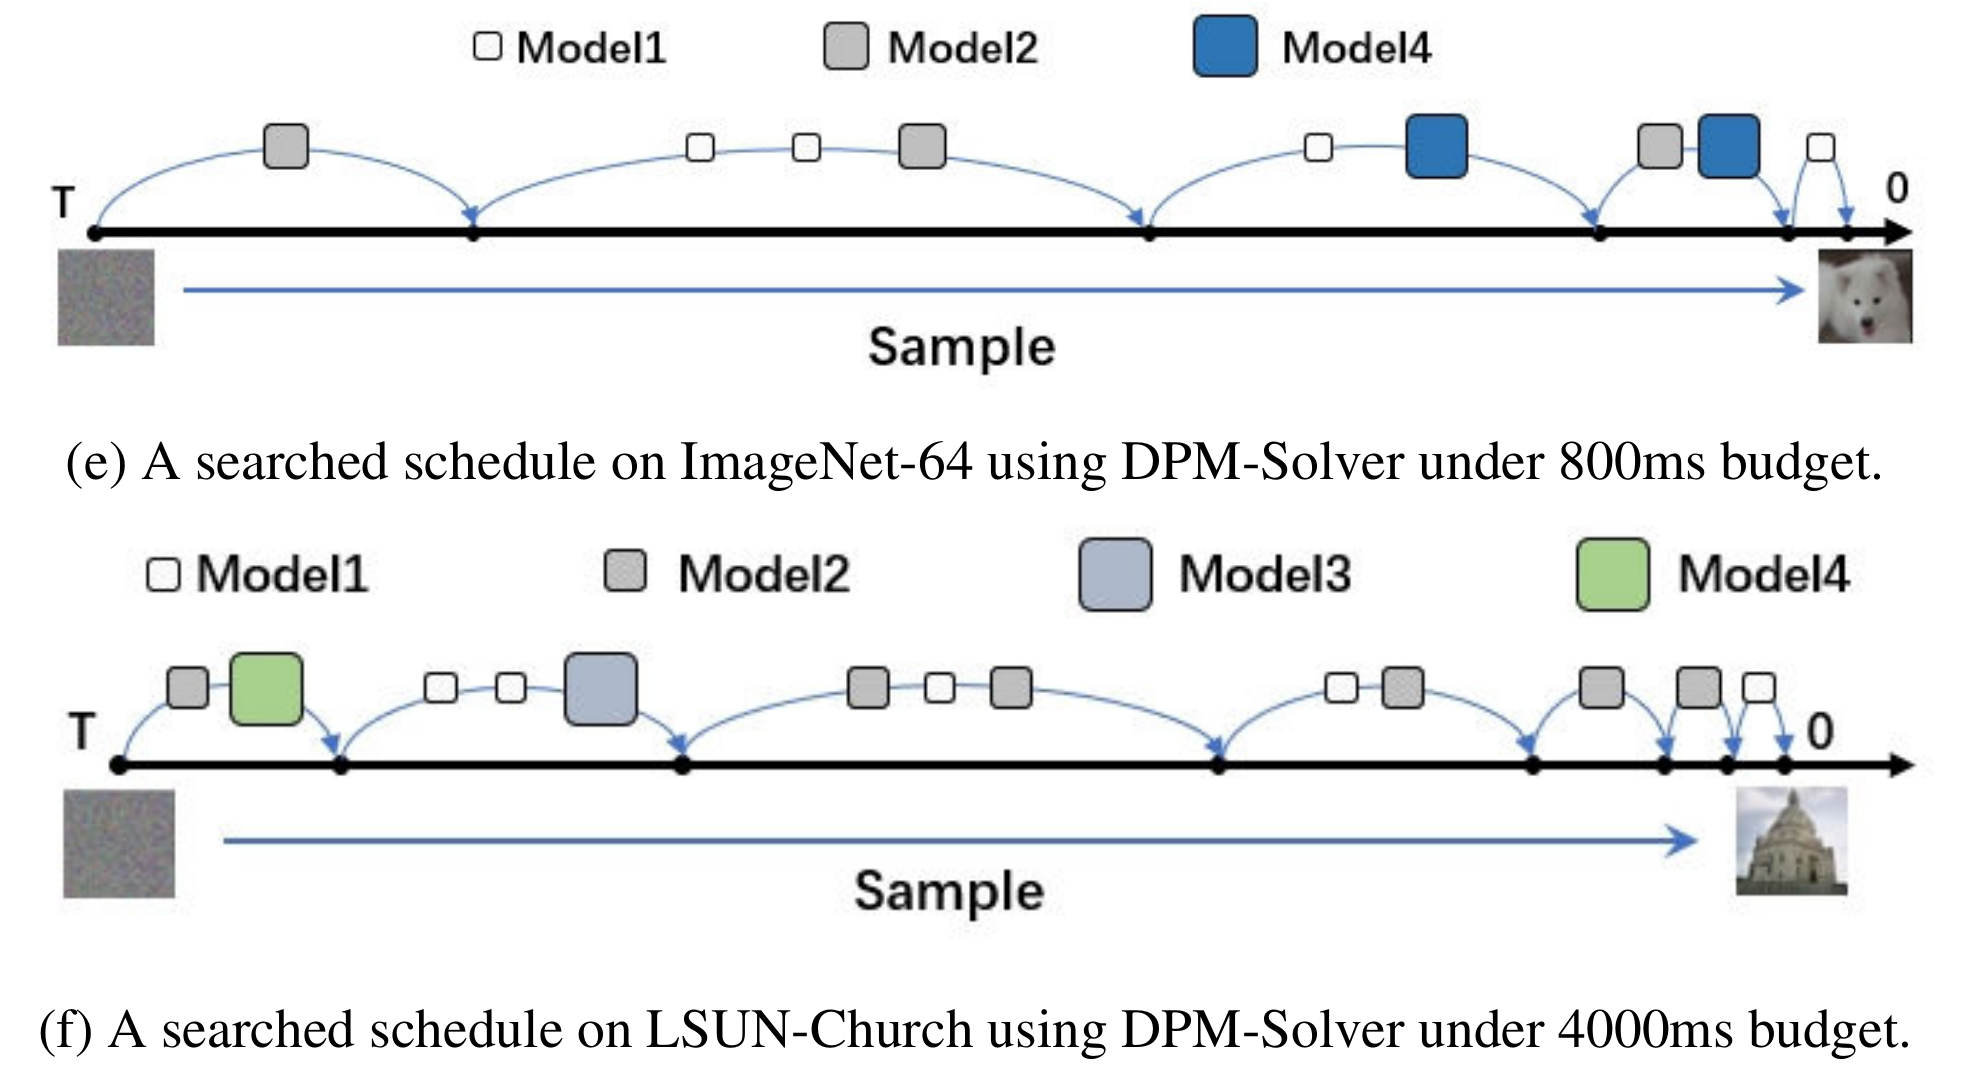 Model1 Model2 Model4
T 0
Sample
(e) A searched schedule on ImageNet-64 using DPM-Solver under 800ms budget.
Model1 Model2 Model3 Model4
T 0
Sample
(f) A searched schedule on LSUN-Church using DPM-Solver under 4000ms budget.